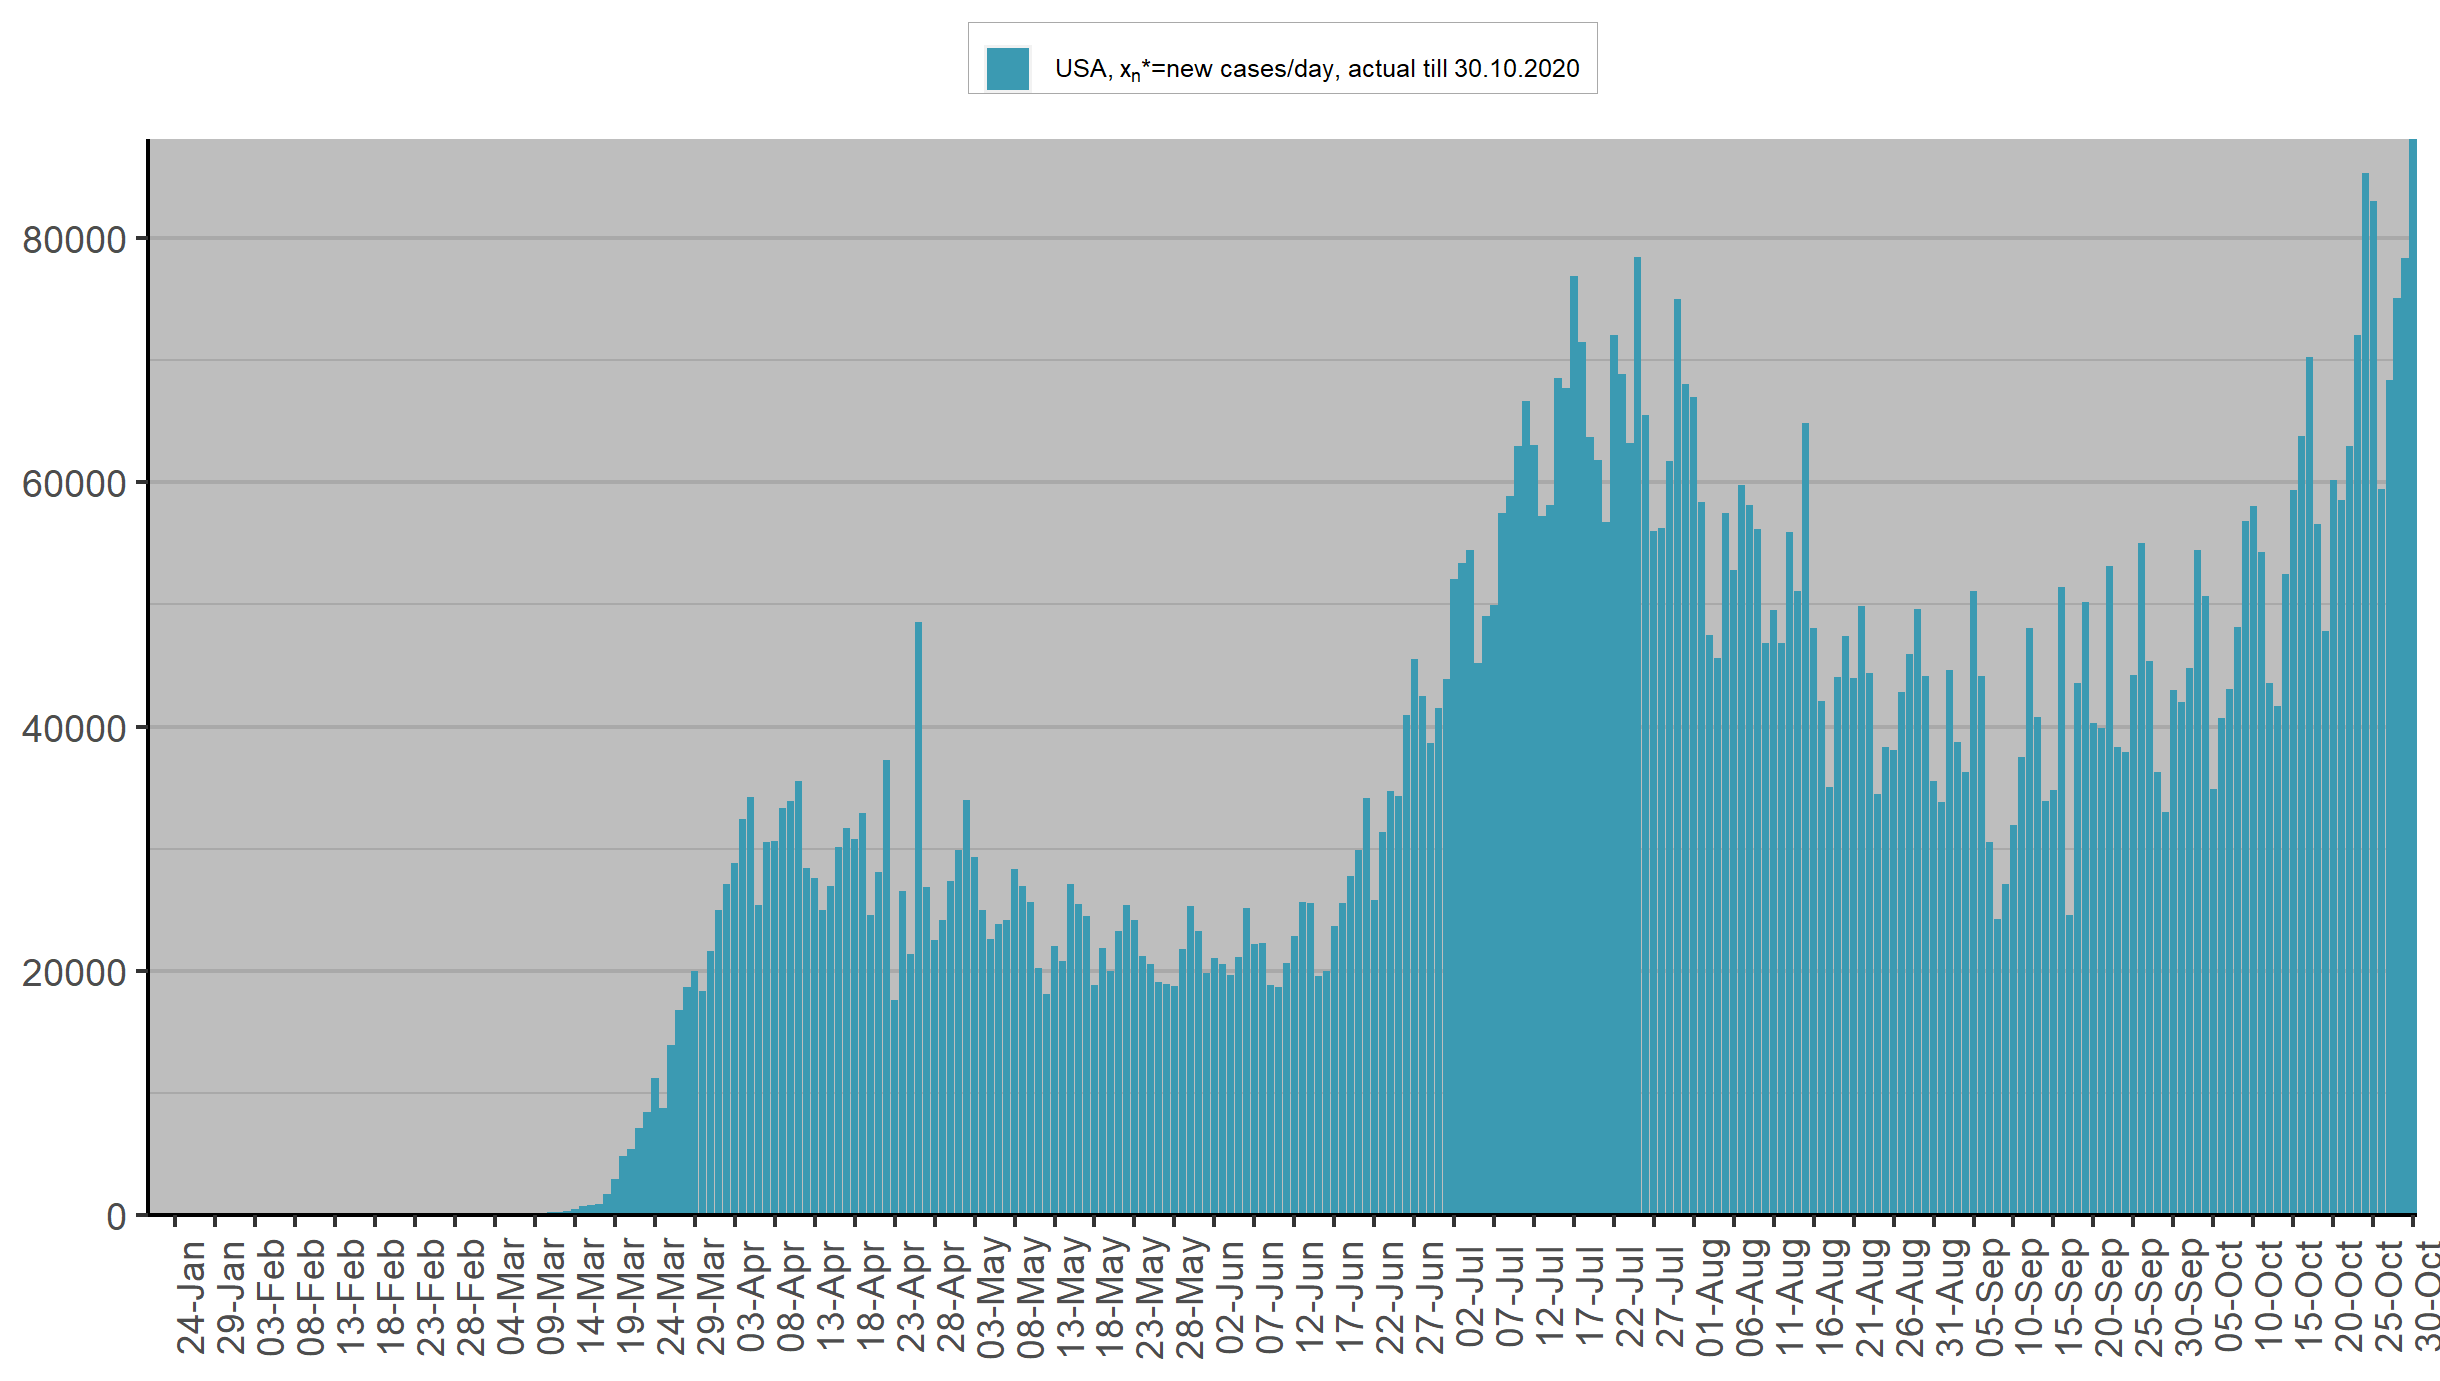 USA, xₙ*=new cases/day, actual till 30.10.2020
80000
60000
40000
20000
0
24-Jan
29-Jan
03-Feb
08-Feb
13-Feb
18-Feb
23-Feb
28-Feb
04-Mar
09-Mar
14-Mar
19-Mar
24-Mar
29-Mar
03-Apr
08-Apr
13-Apr
18-Apr
23-Apr
28-Apr
03-May
08-May
13-May
18-May
23-May
28-May
02-Jun
07-Jun
12-Jun
17-Jun
22-Jun
27-Jun
02-Jul
07-Jul
12-Jul
17-Jul
22-Jul
27-Jul
01-Aug
06-Aug
11-Aug
16-Aug
21-Aug
26-Aug
31-Aug
05-Sep
10-Sep
15-Sep
20-Sep
25-Sep
30-Sep
05-Oct
10-Oct
15-Oct
20-Oct
25-Oct
30-Oct